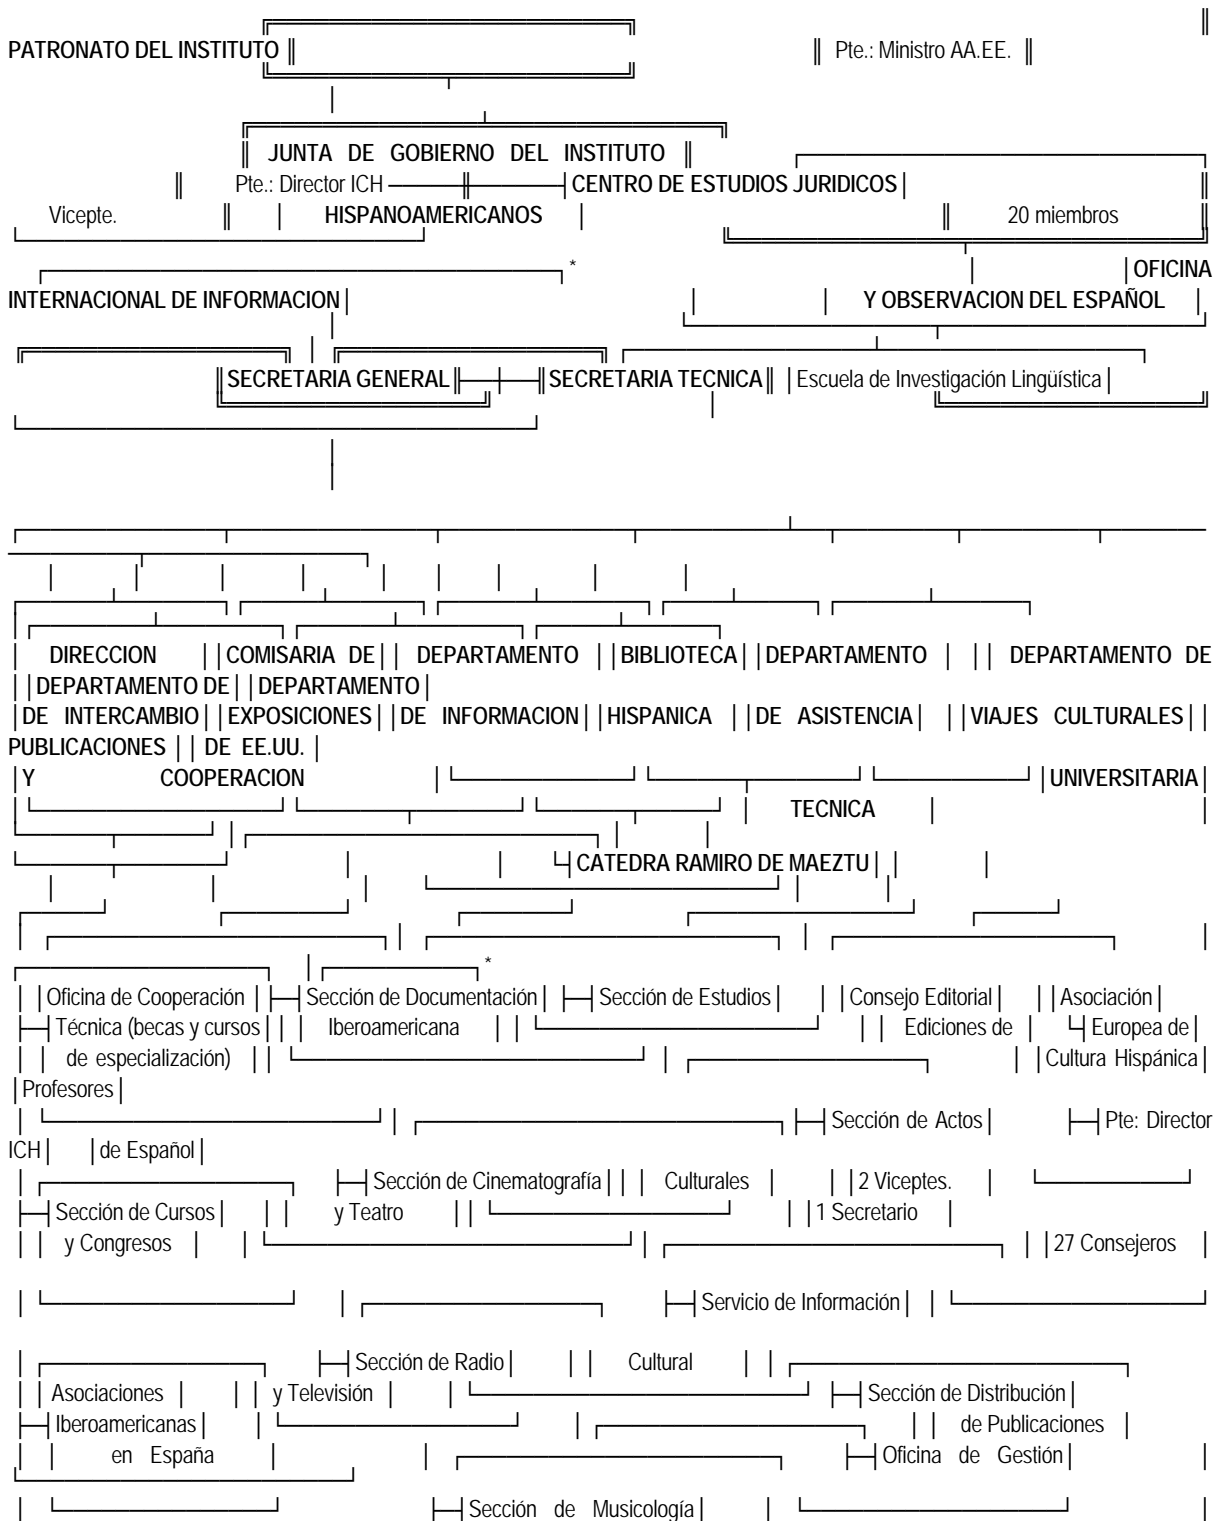 PATRONATO DEL INSTITUTO Pte.: Ministro AA.EE.
JUNTA DE GOBIERNO DEL INSTITUTO
Pte.: Director ICH CENTRO DE ESTUDIOS JURIDICOS
Vicepte. HISPANOAMERICANOS 20 miembros
* OFICINA
INTERNACIONAL DE INFORMACION Y OBSERVACION DEL ESPAÑOL
SECRETARIA GENERAL SECRETARIA TECNICA Escuela de Investigación Lingüística
DIRECCION COMISARIA DE DEPARTAMENTO BIBLIOTECA DEPARTAMENTO DEPARTAMENTO DE
DEPARTAMENTO DE DEPARTAMENTO
DE INTERCAMBIO EXPOSICIONES DE INFORMACION HISPANICA DE ASISTENCIA VIAJES CULTURALES
PUBLICACIONES DE EE.UU.
Y COOPERACION UNIVERSITARIA
TECNICA
CATEDRA RAMIRO DE MAEZTU
*
Oficina de Cooperación Sección de Documentación Sección de Estudios Consejo Editorial Asociación
Técnica (becas y cursos Iberoamericana Ediciones de Europea de
de especialización) Cultura Hispánica
Profesores
Sección de Actos Pte: Director
ICH de Español
Sección de Cinematografía Culturales 2 Viceptes.
Sección de Cursos y Teatro 1 Secretario
y Congresos 27 Consejeros
Servicio de Información
Sección de Radio Cultural
Asociaciones y Televisión Sección de Distribución
Iberoamericanas de Publicaciones
en España Oficina de Gestión
Sección de Musicología